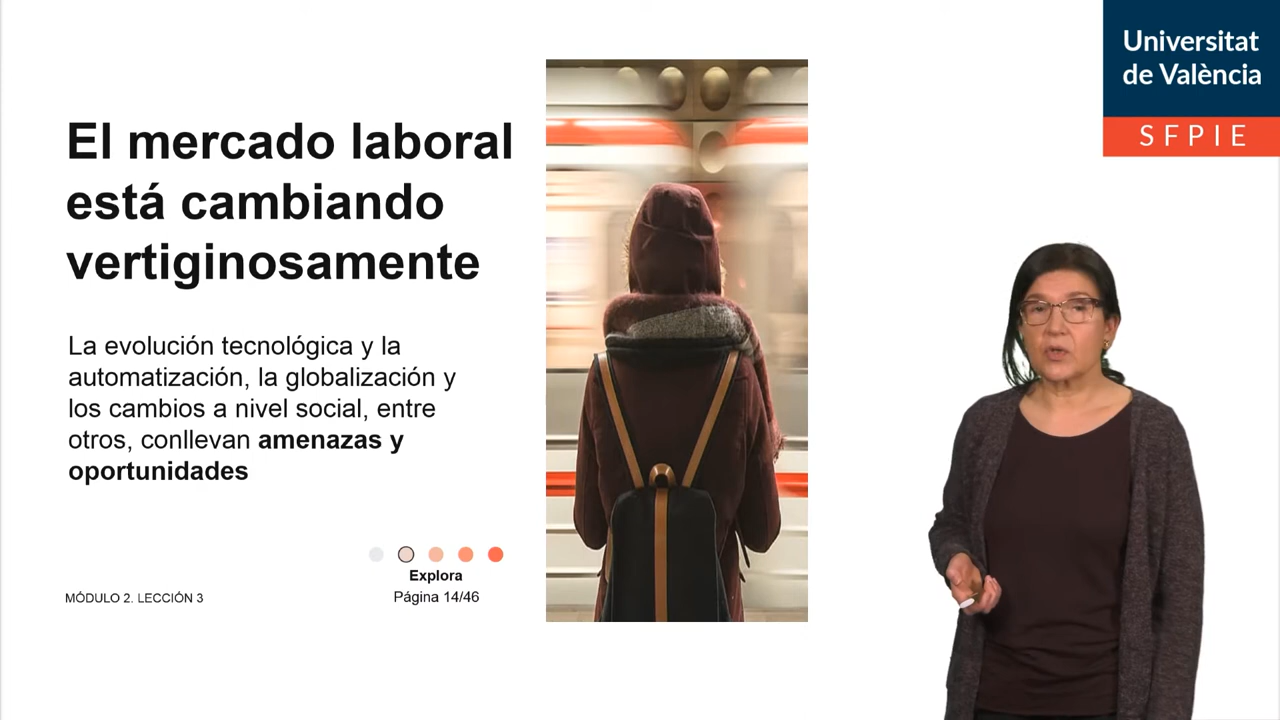 El mercado laboral
está cambiando
vertiginosamente
La evolución tecnológica y la
automatización, la globalización y
los cambios a nivel social, entre
otros, conllevan amenazas y
oportunidades
Explora
Página 14/46
MÓDULO 2. LECCIÓN 3
Universitat
de València
SFPIE